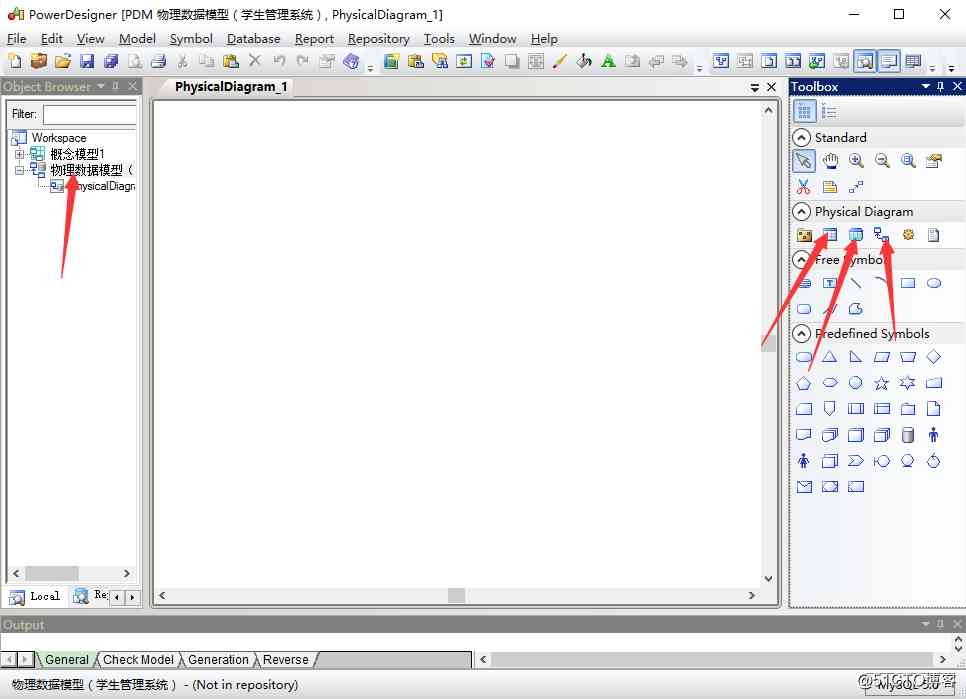 PowerDesigner [PDM 物理数据模型（学生管理系统）, PhysicalDiagram_1]
File Edit View Model Symbol Database Report Repository Tools Window Help
Object Browser
PhysicalDiagram_1
Toolbox
Filter:
Workspace
概念模型1
物理数据模型（
PhysicalDiagr
Standard
Physical Diagram
Free Symbo
Predefined Symbols
Local
Re
Output
General Check Model Generation Reverse
物理数据模型（学生管理系统） - (Not in repository)
MySQL 5.0
@51CTO博客